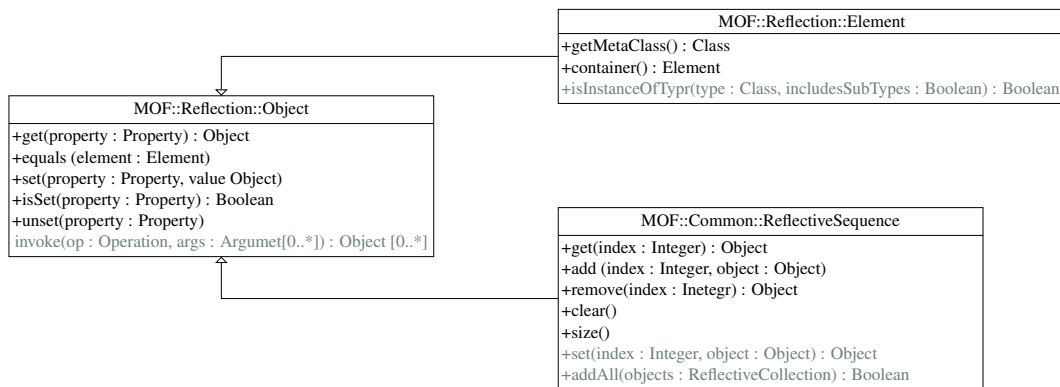 MOF::Reflection::Element
+getMetaClass() : Class
+container() : Element
+isInstanceOfTypr(type : Class, includesSubTypes : Boolean) : Boolean
MOF::Reflection::Object
+get(property : Property) : Object
+equals (element : Element)
+set(property : Property, value Object)
+isSet(property : Property) : Boolean
+unset(property : Property)
invoke(op : Operation, args : Argumet[0..*]) : Object [0..*]
MOF::Common::ReflectiveSequence
+get(index : Integer) : Object
+add (index : Integer, object : Object)
+remove(index : Inetegr) : Object
+clear()
+size()
+set(index : Integer, object : Object) : Object
+addAll(objects : ReflectiveCollection) : Boolean